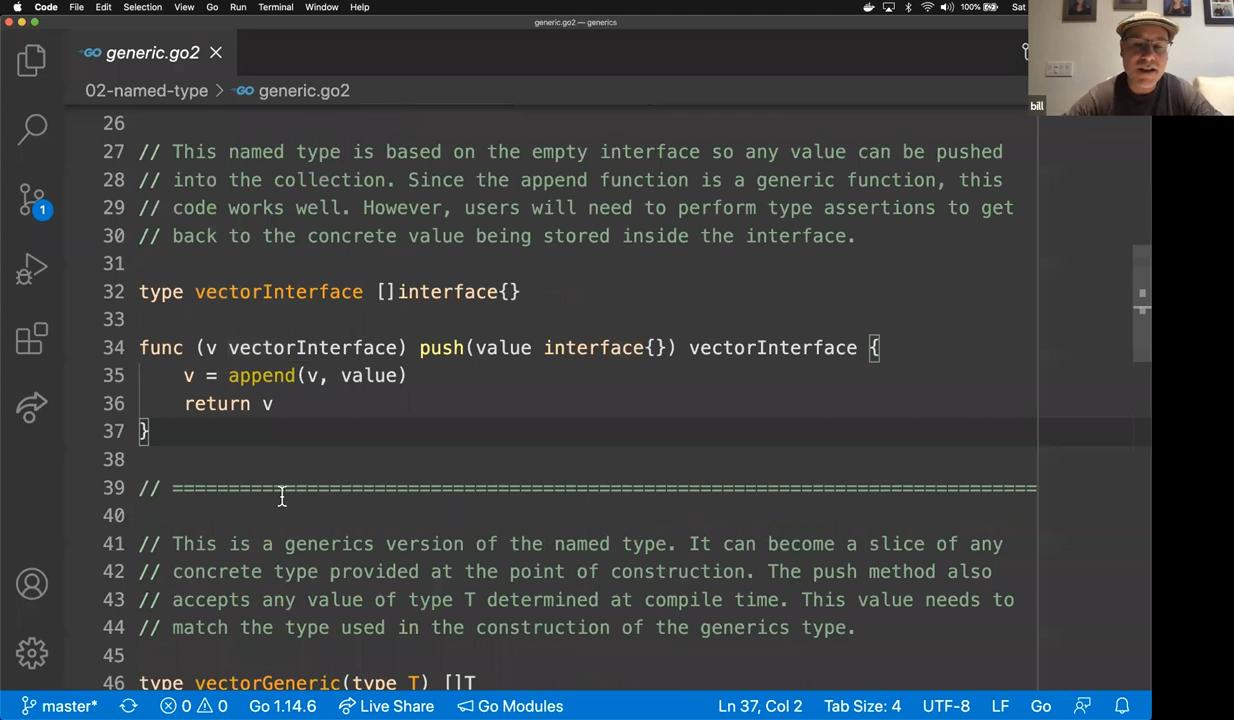 Code File Edit Selection View Go Run Terminal Window Help 100% Sat
generic.go2 — generics
GO generic.go2
02-named-type > GO generic.go2
bill
26
27 // This named type is based on the empty interface so any value can be pushed
28 // into the collection. Since the append function is a generic function, this
29 // code works well. However, users will need to perform type assertions to get
30 // back to the concrete value being stored inside the interface.
31
32 type vectorInterface []interface{}
33
34 func (v vectorInterface) push(value interface{}) vectorInterface {
35 v = append(v, value)
36 return v
37 }
38
39 // =============================================================================
40
41 // This is a generics version of the named type. It can become a slice of any
42 // concrete type provided at the point of construction. The push method also
43 // accepts any value of type T determined at compile time. This value needs to
44 // match the type used in the construction of the generics type.
45
46 type vectorGeneric(type T) []T
1
master* 0 0 Go 1.14.6 Live Share Go Modules Ln 37, Col 2 Tab Size: 4 UTF-8 LF Go